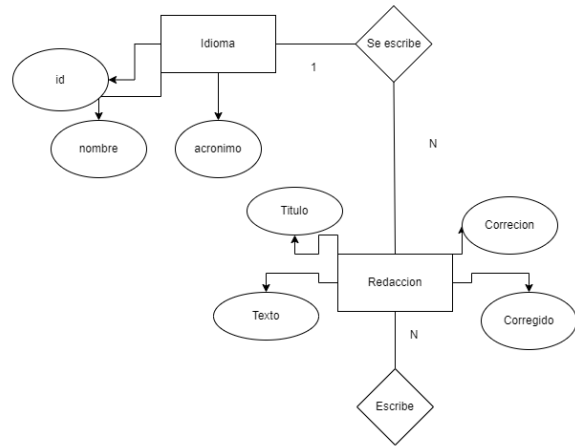 Idioma
Se escribe
id
1
nombre
acronimo
N
Titulo
Correcion
Redaccion
Texto
Corregido
N
Escribe